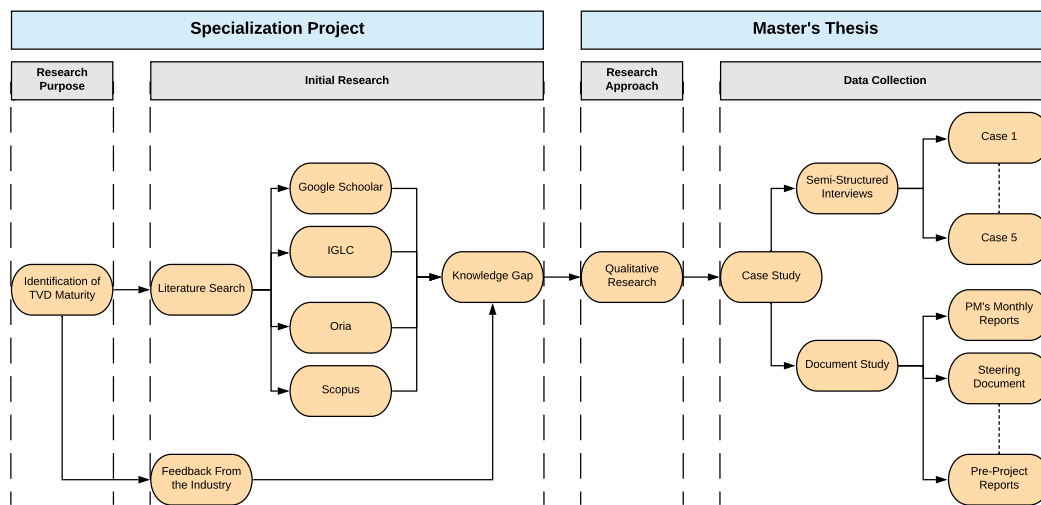 Specialization Project
Master's Thesis
Research
Purpose
Initial Research
Research
Approach
Data Collection
Case 1
Google Schoolar
Semi-Structured
Interviews
IGLC
Case 5
Identification of
TVD Maturity
Literature Search
Knowledge Gap
Qualitative
Research
Case Study
Oria
PM's Monthly
Reports
Scopus
Document Study
Steering
Document
Feedback From
the Industry
Pre-Project
Reports